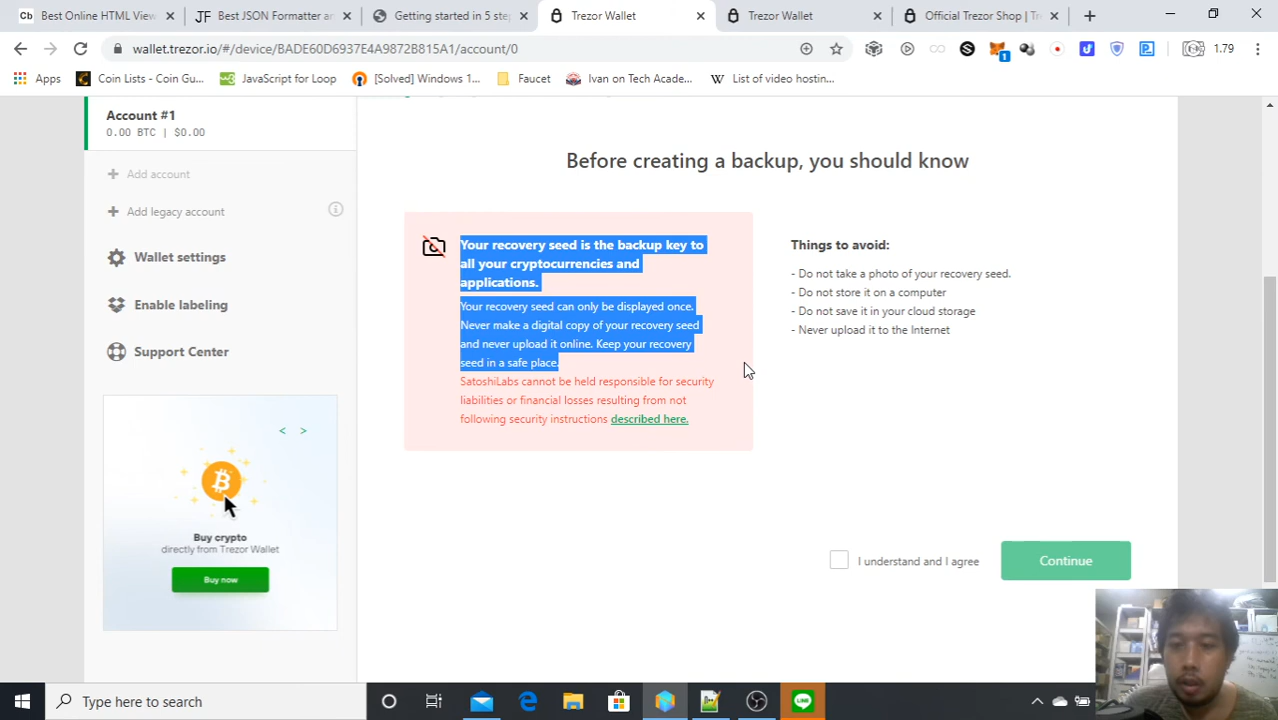 Best Online HTML View
Best JSON Formatter ar
Getting started in 5 step
Trezor Wallet
Trezor Wallet
Official Trezor Shop | Tre
wallet.trezor.io/#/device/BADE60D6937E4A9872B815A1/account/0
1
1.79
Apps
Coin Lists - Coin Gu...
JavaScript for Loop
[Solved] Windows 1...
Faucet
Ivan on Tech Acade...
List of video hostin...
Account #1
0.00 BTC | $0.00
Add account
Add legacy account
Wallet settings
Enable labeling
Support Center
Buy crypto
directly from Trezor Wallet
Buy now
Before creating a backup, you should know
Your recovery seed is the backup key to
all your cryptocurrencies and
applications.
Your recovery seed can only be displayed once.
Never make a digital copy of your recovery seed
and never upload it online. Keep your recovery
seed in a safe place.
SatoshiLabs cannot be held responsible for security
liabilities or financial losses resulting from not
following security instructions described here.
Things to avoid:
- Do not take a photo of your recovery seed.
- Do not store it on a computer
- Do not save it in your cloud storage
- Never upload it to the Internet
I understand and I agree
Continue
Type here to search